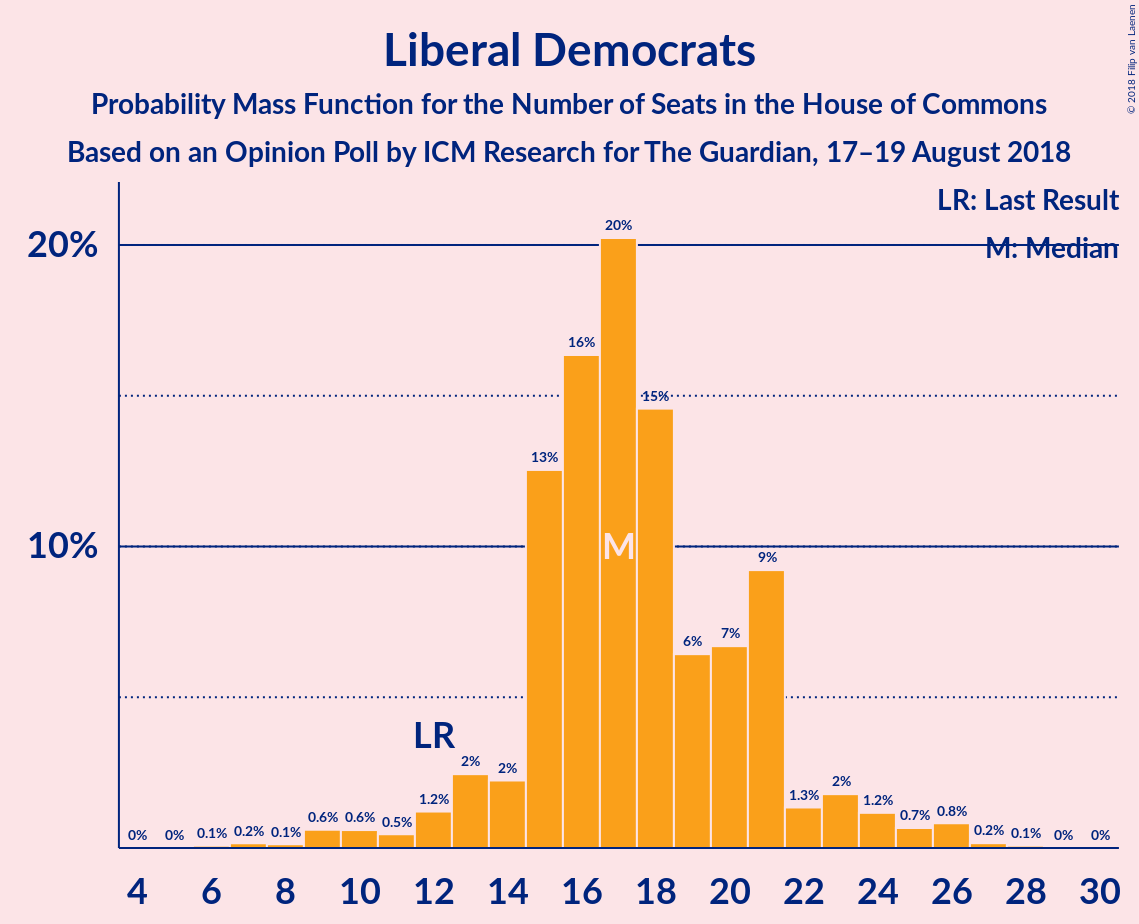 Liberal Democrats
Probability Mass Function for the Number of Seats in the House of Commons
Based on an Opinion Poll by ICM Research for The Guardian, 17–19 August 2018
© 2018 Filip van Laenen
LR: Last Result
M: Median
20%
10%
0% 0% 0.1% 0.2% 0.1% 0.6% 0.6% 0.5% 1.2% 2% 2% 13% 16% 20% 15% 6% 7% 9% 1.3% 2% 1.2% 0.7% 0.8% 0.2% 0.1% 0% 0%
LR
M
4 6 8 10 12 14 16 18 20 22 24 26 28 30